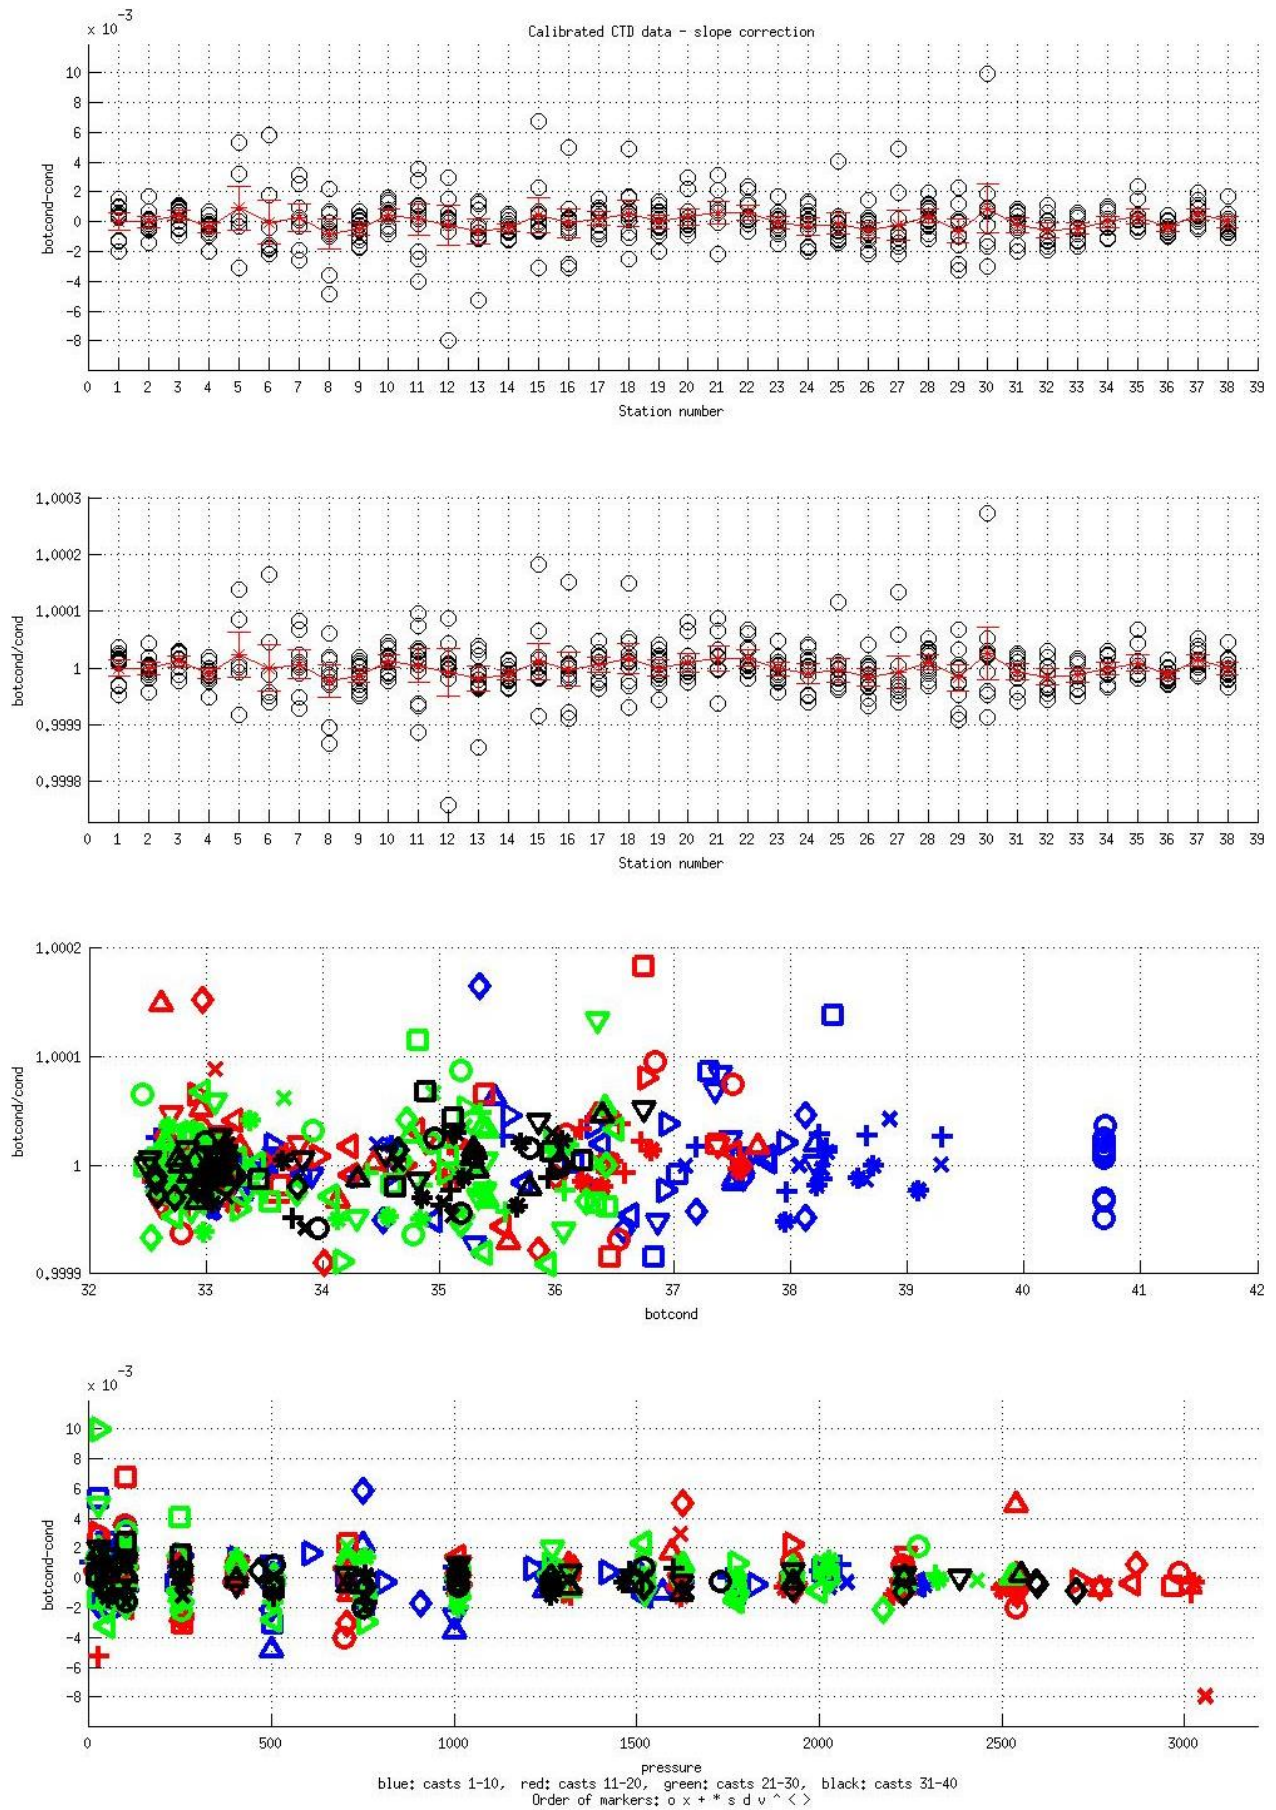 x 10 -3
Calibrated CTD data - slope correction
10
8
6
4
2
0
-2
-4
-6
-8
botcond-cond
0 1 2 3 4 5 6 7 8 9 10 11 12 13 14 15 16 17 18 19 20 21 22 23 24 25 26 27 28 29 30 31 32 33 34 35 36 37 38 39
Station number
1.0003
1.0002
1.0001
1
0.9999
0.9998
botcond/cond
0 1 2 3 4 5 6 7 8 9 10 11 12 13 14 15 16 17 18 19 20 21 22 23 24 25 26 27 28 29 30 31 32 33 34 35 36 37 38 39
Station number
1.0002
1.0001
1
0.9999
botcond/cond
32 33 34 35 36 37 38 39 40 41 42
botcond
x 10 -3
10
8
6
4
2
0
-2
-4
-6
-8
botcond-cond
0 500 1000 1500 2000 2500 3000
pressure
blue: casts 1-10, red: casts 11-20, green: casts 21-30, black: casts 31-40
Order of markers: o x + * s d v ^ < >